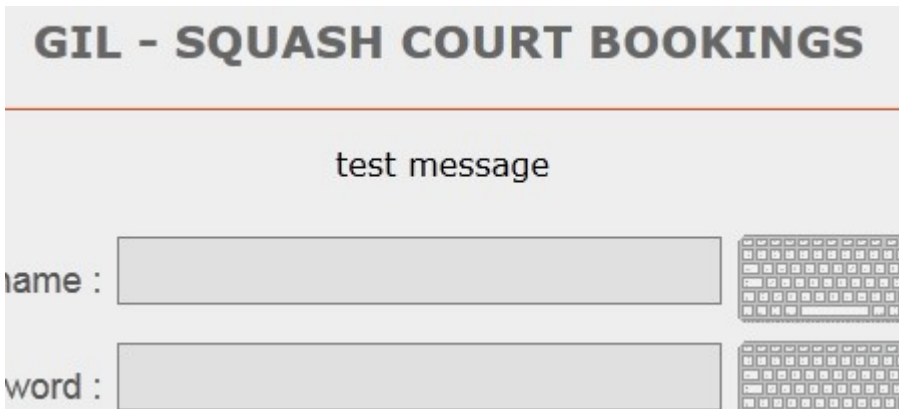 GIL - SQUASH COURT BOOKINGS
test message
name :
word :